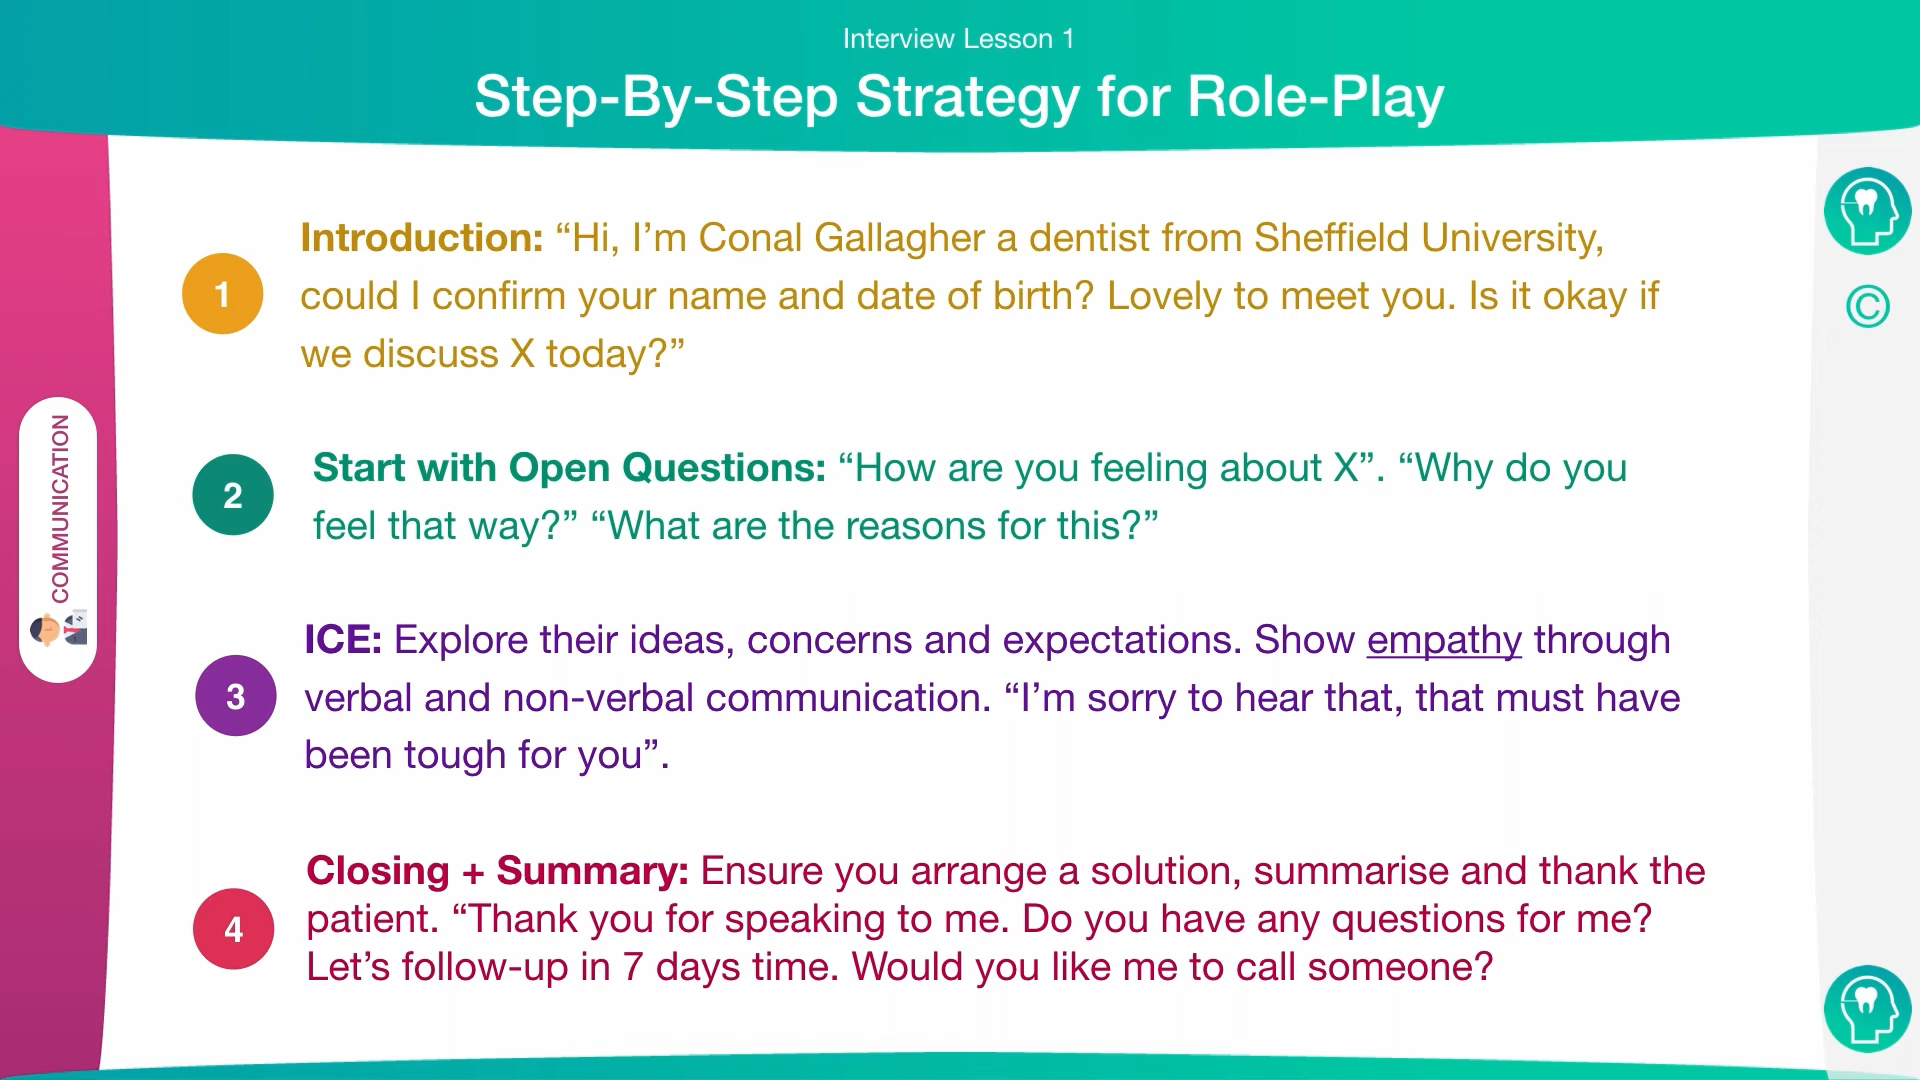 Interview Lesson 1
Step-By-Step Strategy for Role-Play
COMMUNICATION
1
Introduction: “Hi, I’m Conal Gallagher a dentist from Sheffield University,
could I confirm your name and date of birth? Lovely to meet you. Is it okay if
we discuss X today?”
2
Start with Open Questions: “How are you feeling about X”. “Why do you
feel that way?” “What are the reasons for this?”
3
ICE: Explore their ideas, concerns and expectations. Show empathy through
verbal and non-verbal communication. “I’m sorry to hear that, that must have
been tough for you”.
4
Closing + Summary: Ensure you arrange a solution, summarise and thank the
patient. “Thank you for speaking to me. Do you have any questions for me?
Let’s follow-up in 7 days time. Would you like me to call someone?
©